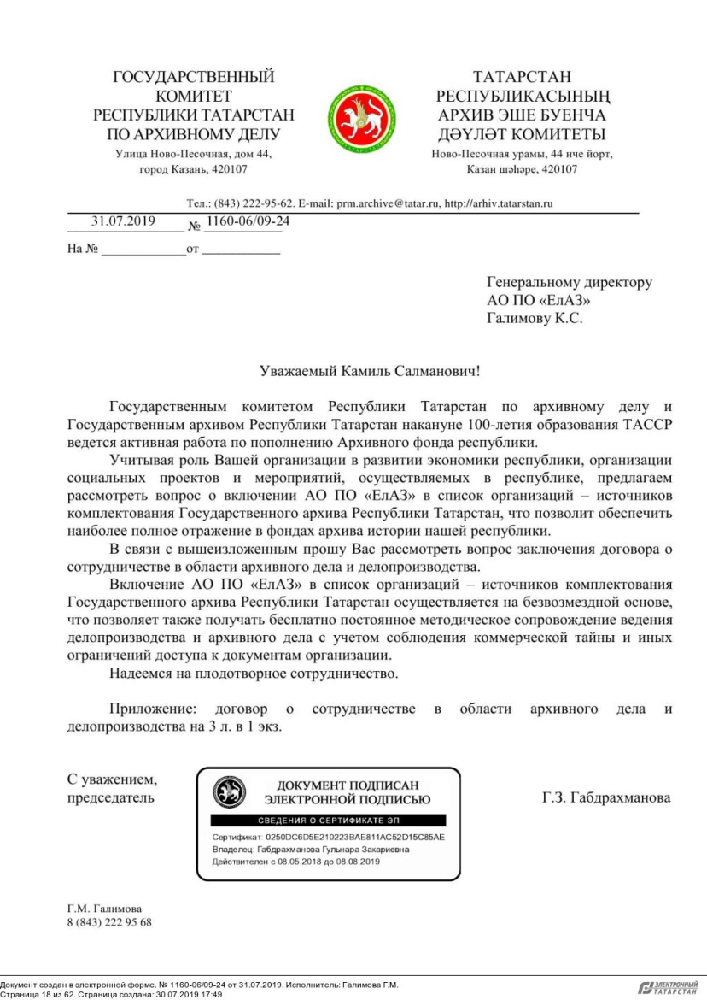 ГОСУДАРСТВЕННЫЙ
КОМИТЕТ
РЕСПУБЛИКИ ТАТАРСТАН
ПО АРХИВНОМУ ДЕЛУ
Улица Ново-Песочная, дом 44,
город Казань, 420107
ТАТАРСТАН
РЕСПУБЛИКАСЫНЫҢ
АРХИВ ЭШЕ БУЕНЧА
ДӘҮЛӘТ КОМИТЕТЫ
Ново-Песочная урамы, 44 нче йорт,
Казан шәһәре, 420107
Тел.: (843) 222-95-62. E-mail: prm.archive@tatar.ru, http://arhiv.tatarstan.ru
31.07.2019 № 1160-06/09-24
На № ______________от _____________
Генеральному директору
АО ПО «ЕлАЗ»
Галимову К.С.
Уважаемый Камиль Салманович!
Государственным комитетом Республики Татарстан по архивному делу и
Государственным архивом Республики Татарстан накануне 100-летия образования ТАССР
ведется активная работа по пополнению Архивного фонда республики.
Учитывая роль Вашей организации в развитии экономики республики, организации
социальных проектов и мероприятий, осуществляемых в республике, предлагаем
рассмотреть вопрос о включении АО ПО «ЕлАЗ» в список организаций – источников
комплектования Государственного архива Республики Татарстан, что позволит обеспечить
наиболее полное отражение в фондах архива истории нашей республики.
В связи с вышеизложенным прошу Вас рассмотреть вопрос заключения договора о
сотрудничестве в области архивного дела и делопроизводства.
Включение АО ПО «ЕлАЗ» в список организаций – источников комплектования
Государственного архива Республики Татарстан осуществляется на безвозмездной основе,
что позволяет также получать бесплатно постоянное методическое сопровождение ведения
делопроизводства и архивного дела с учетом соблюдения коммерческой тайны и иных
ограничений доступа к документам организации.
Надеемся на плодотворное сотрудничество.
Приложение: договор о сотрудничестве в области архивного дела и
делопроизводства на 3 л. в 1 экз.
С уважением,
председатель
ДОКУМЕНТ ПОДПИСАН
ЭЛЕКТРОННОЙ ПОДПИСЬЮ
СВЕДЕНИЯ О СЕРТИФИКАТЕ ЭП
Сертификат: 0250DC6D5E210223BAE811AC52D15C85AE
Владелец: Габдрахманова Гульнара Закариевна
Действителен с 08.05.2018 до 08.08.2019
Г.З. Габдрахманова
Г.М. Галимова
8 (843) 222 95 68
Документ создан в электронной форме. № 1160-06/09-24 от 31.07.2019. Исполнитель: Галимова Г.М.
Страница 18 из 62. Страница создана: 30.07.2019 17:49
ЭЛЕКТРОННЫЙ
ТАТАРСТАН